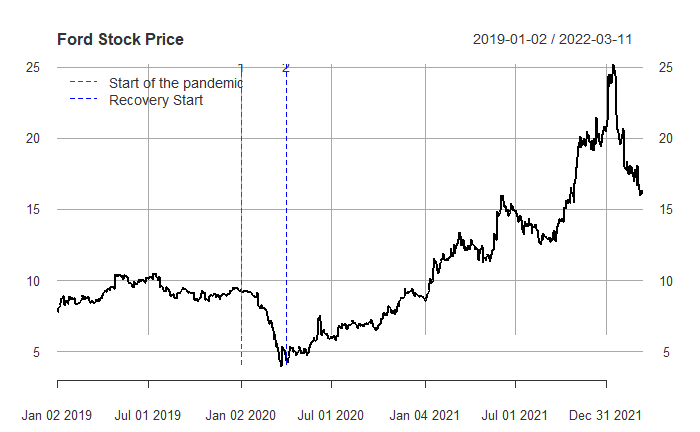 Ford Stock Price 2019-01-02 / 2022-03-11
1 2
25 25
Start of the pandemic
Recovery Start
20 20
15 15
10 10
5 5
Jan 02 2019 Jul 01 2019 Jan 02 2020 Jul 01 2020 Jan 04 2021 Jul 01 2021 Dec 31 2021